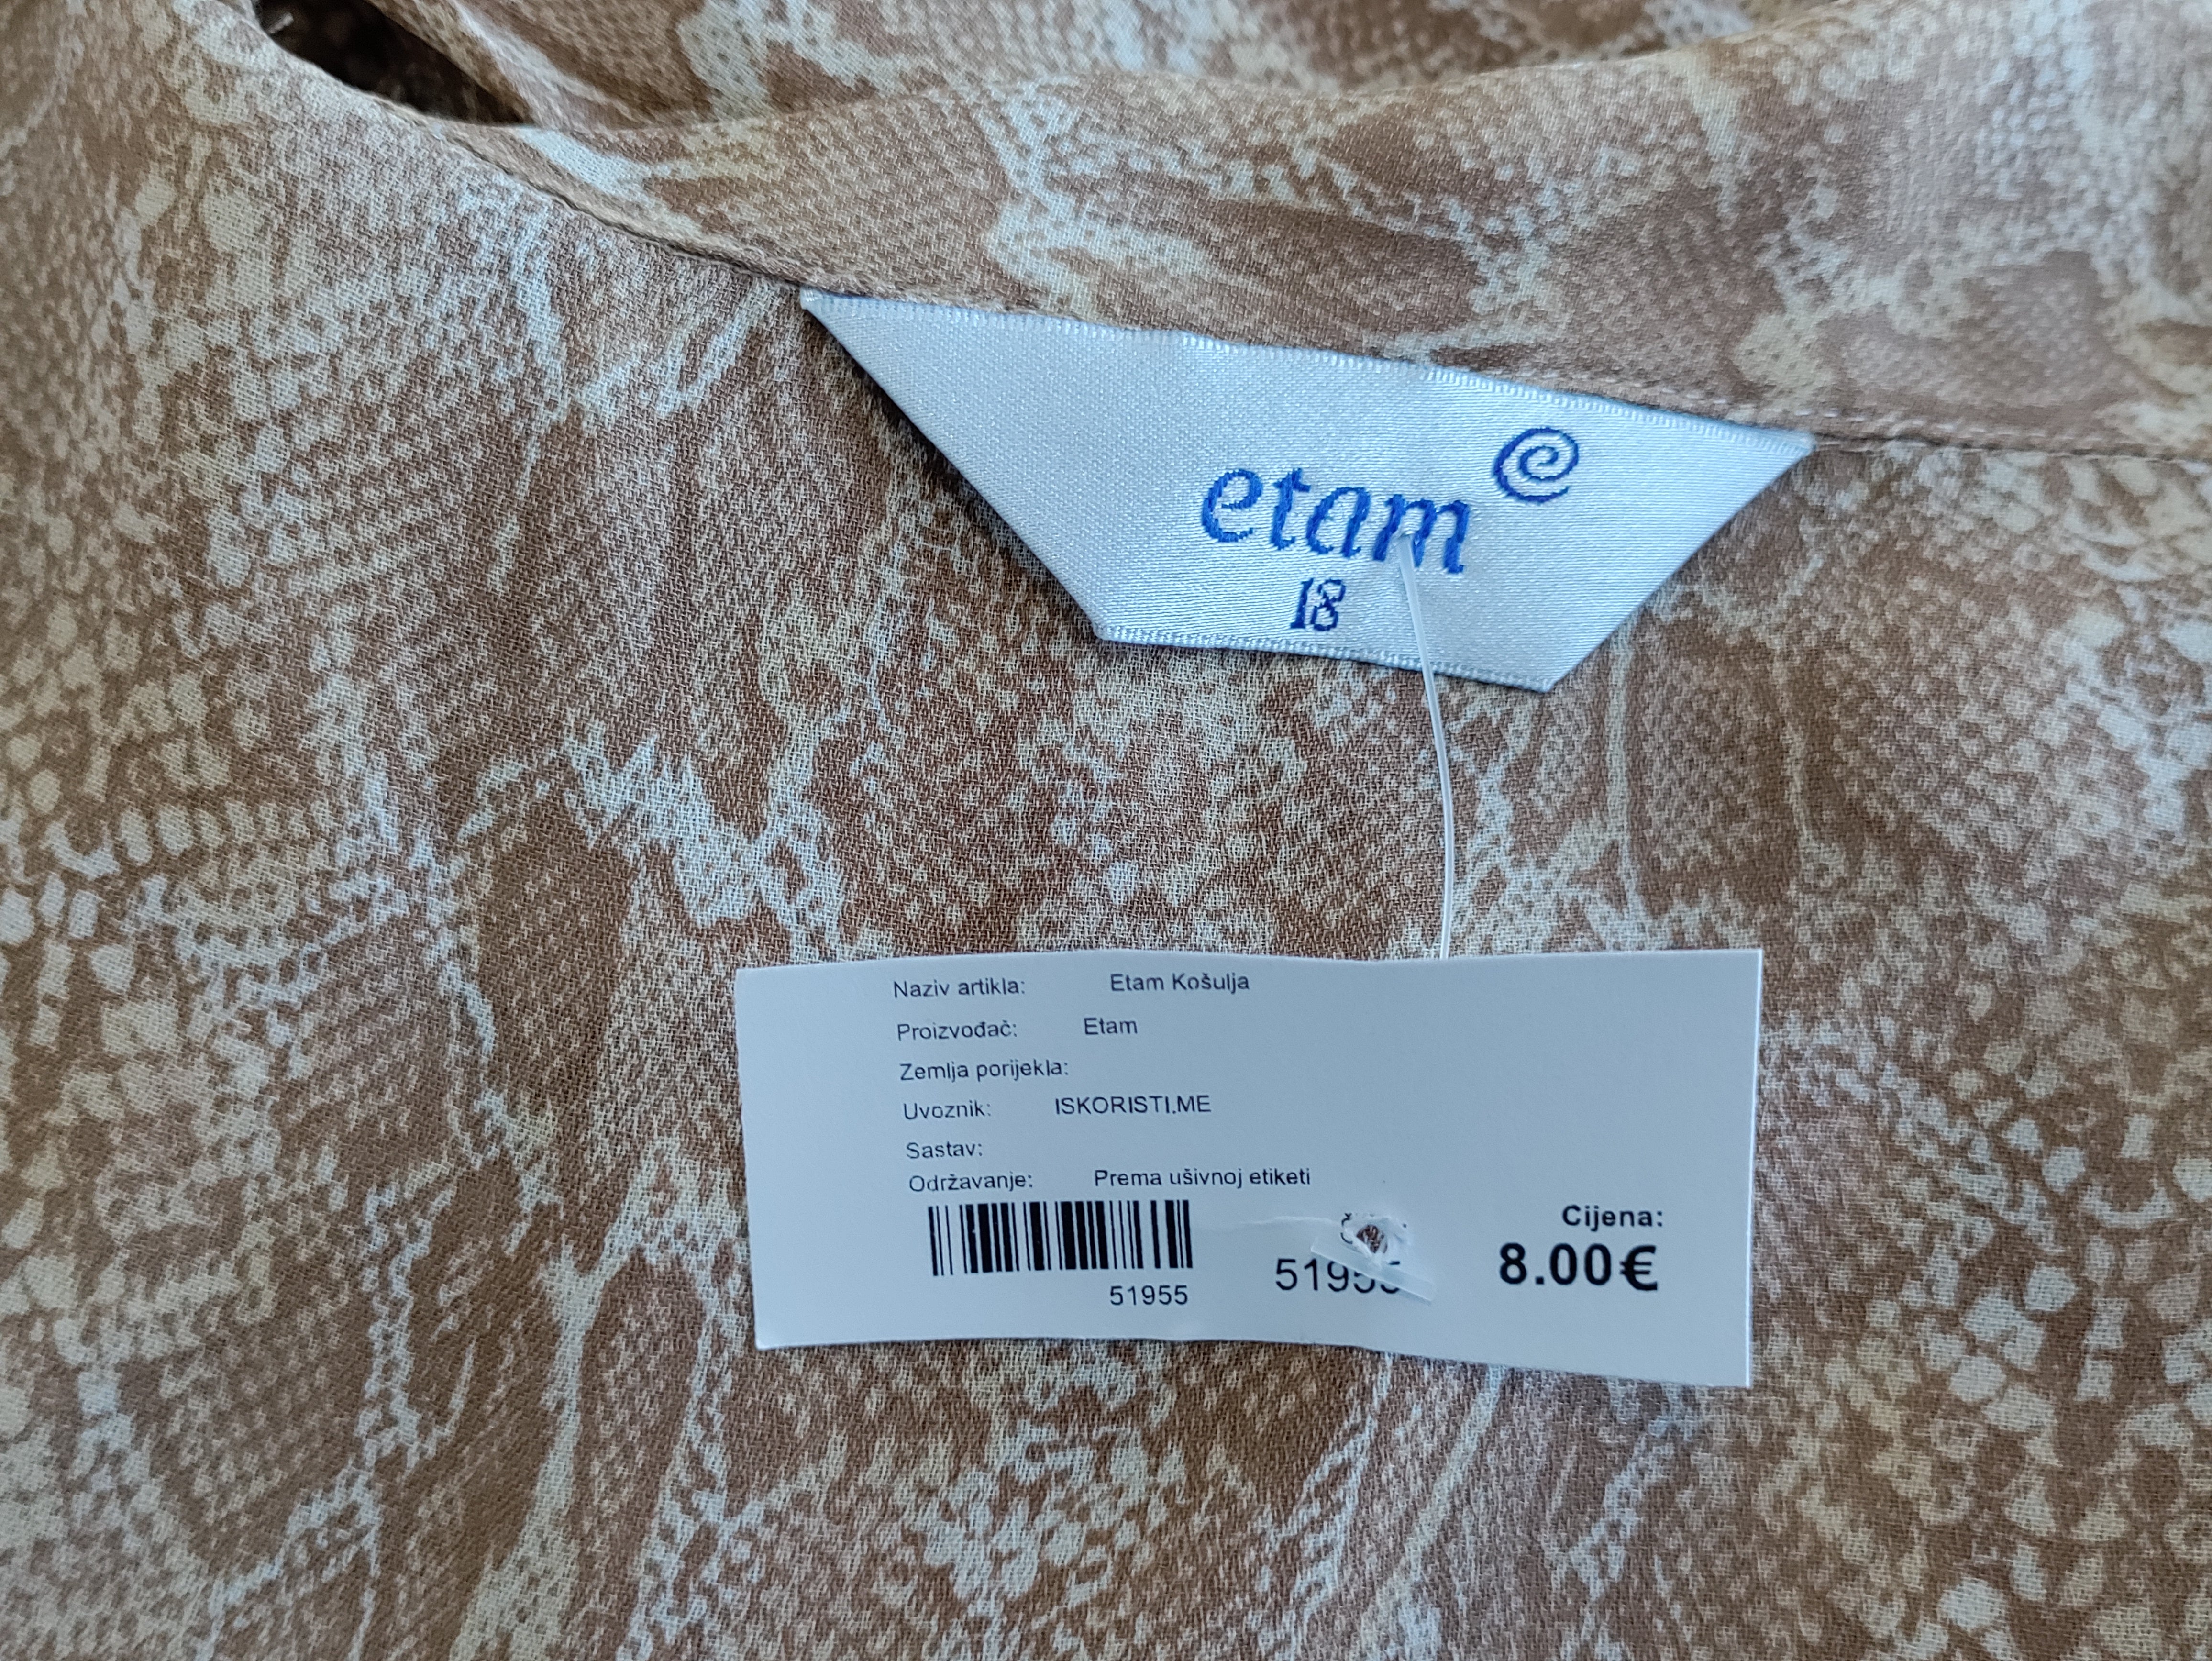 etam
18
Naziv artikla: Etam Košulja
Proizvođač: Etam
Zemlja porijekla:
Uvoznik: ISKORISTI.ME
Sastav:
Održavanje: Prema ušivnoj etiketi
Cijena:
51955 51955 8.00€